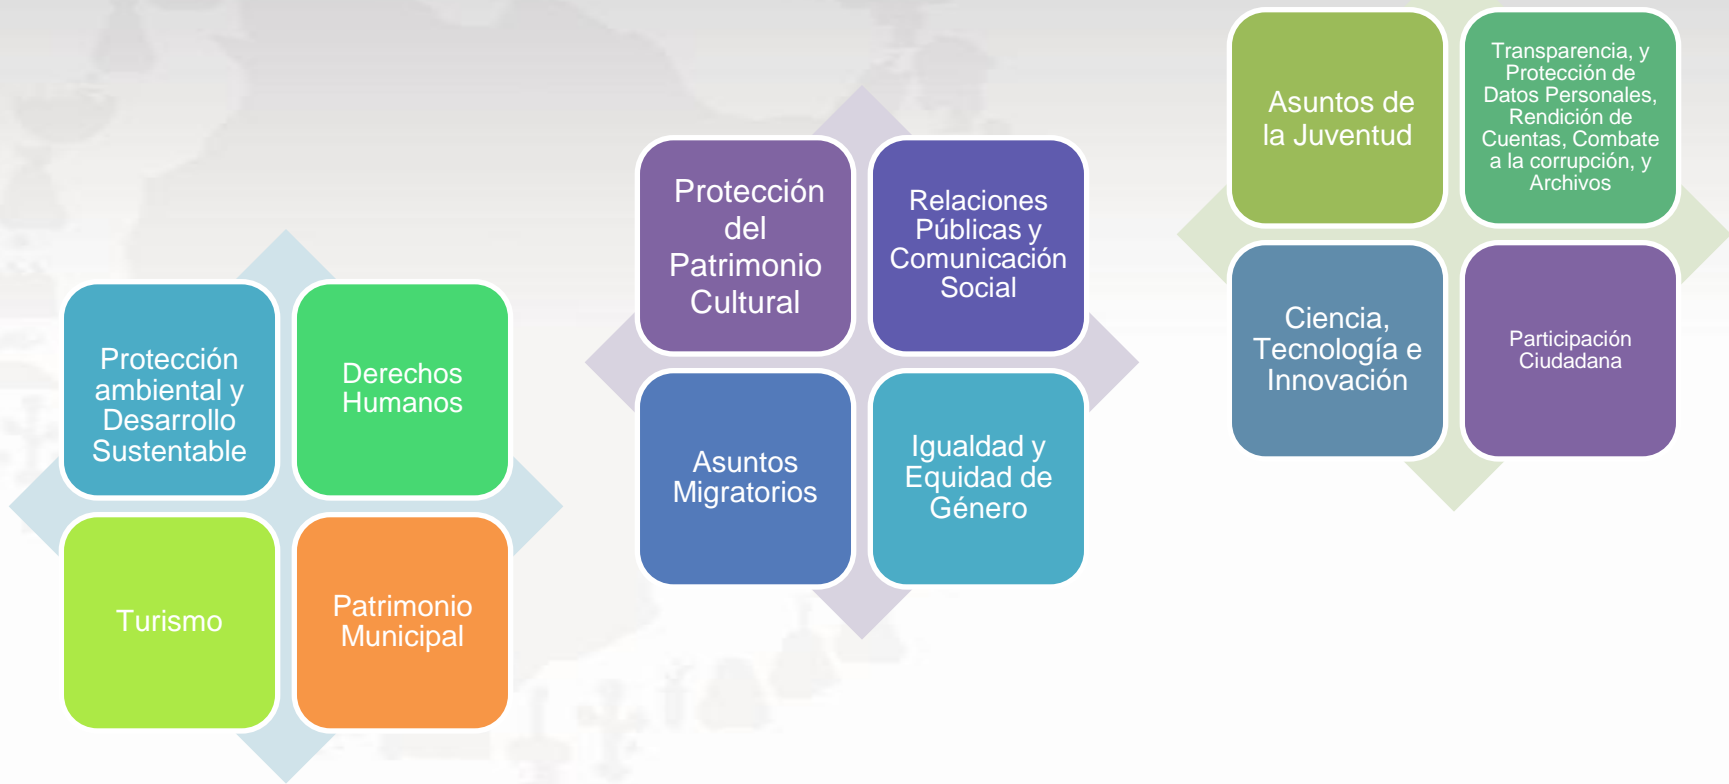 Protección
ambiental y
Desarrollo
Sustentable
Derechos
Humanos
Turismo
Patrimonio
Municipal
Protección
del
Patrimonio
Cultural
Relaciones
Públicas y
Comunicación
Social
Asuntos
Migratorios
Igualdad y
Equidad de
Género
Asuntos de
la Juventud
Transparencia, y
Protección de
Datos Personales,
Rendición de
Cuentas, Combate
a la corrupción, y
Archivos
Ciencia,
Tecnología e
Innovación
Participación
Ciudadana